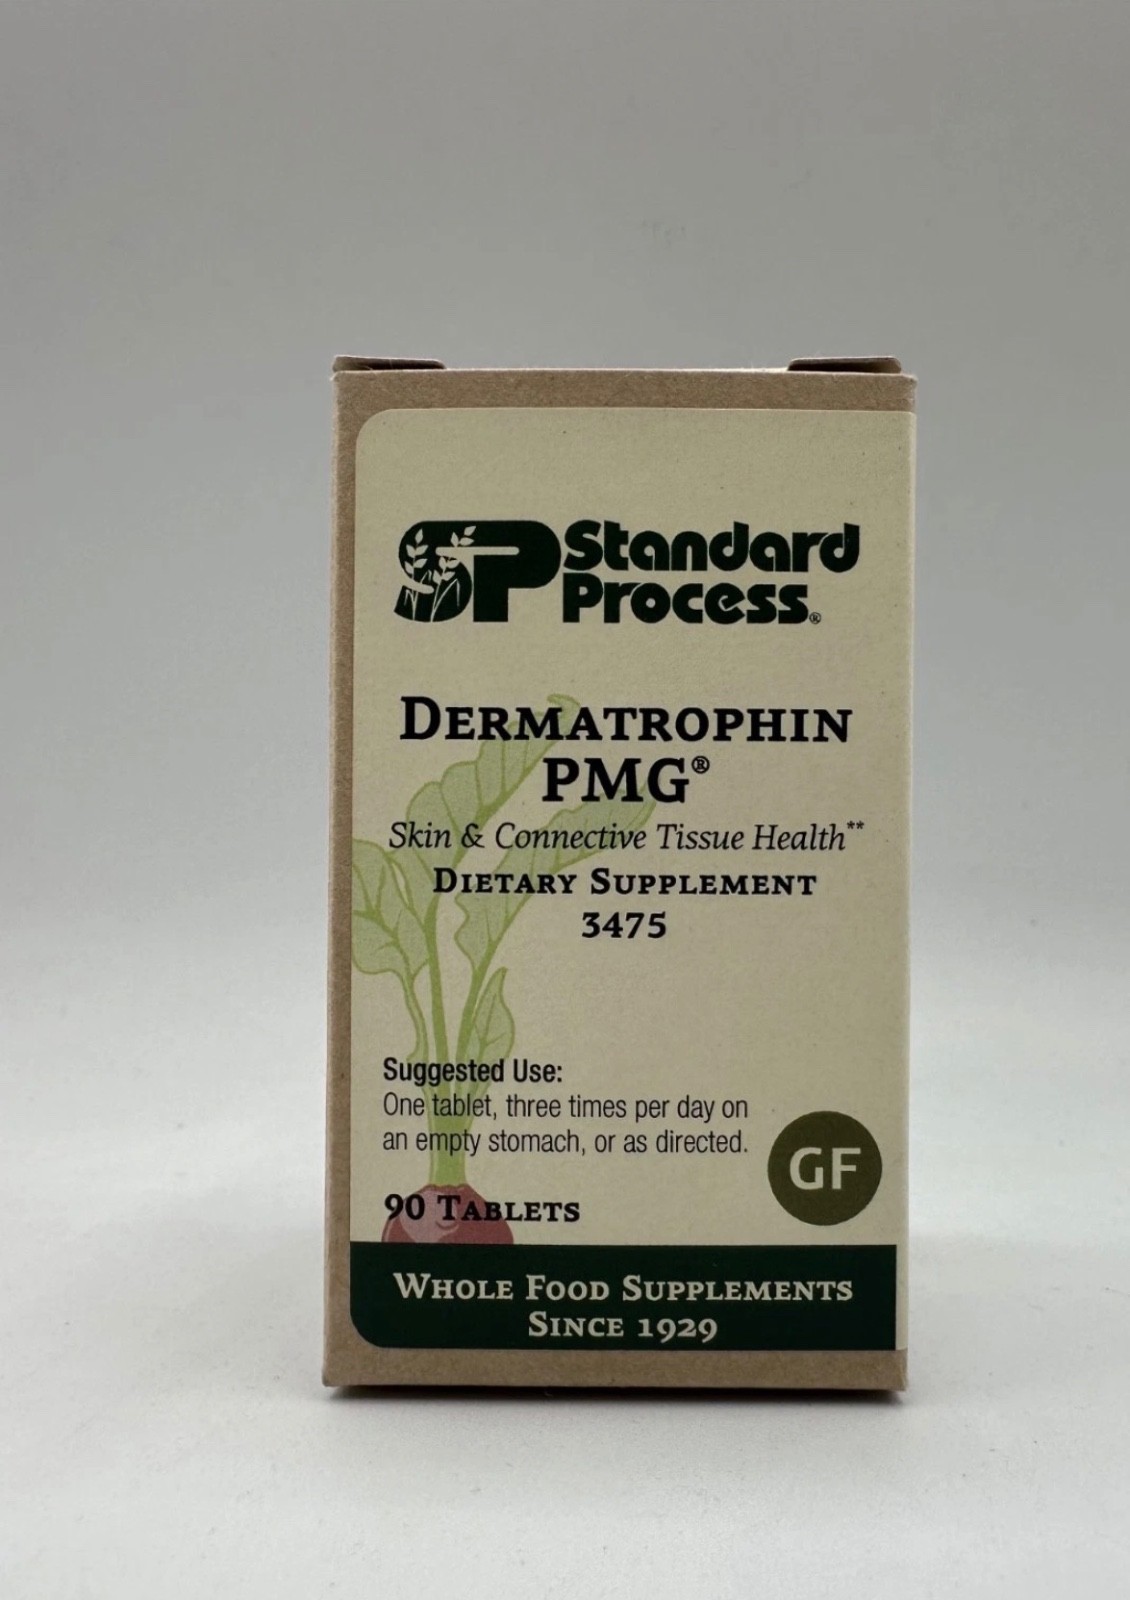 SP Standard
Process®
DERMATROPHIN
PMG®
Skin & Connective Tissue Health**
DIETARY SUPPLEMENT
3475
Suggested Use:
One tablet, three times per day on
an empty stomach, or as directed.
GF
90 TABLETS
WHOLE FOOD SUPPLEMENTS
SINCE 1929